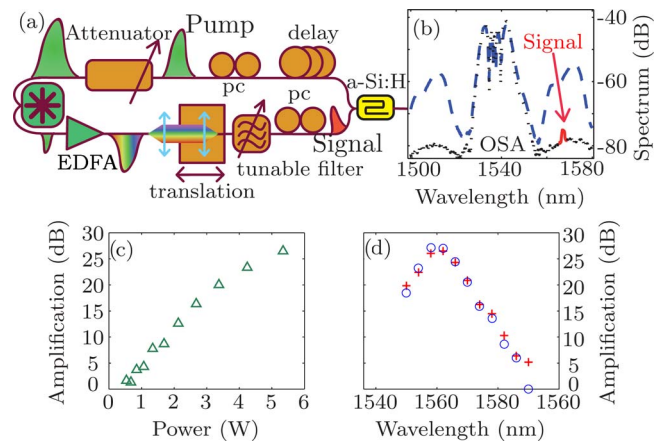 (a)
Attenuator
Pump
delay
pc
pc
a-Si:H
EDFA
translation
tunable filter
Signal
(b)
Signal
OSA
-40
-60
-80
Spectrum (dB)
1500
1540
1580
Wavelength (nm)
(c)
30
25
20
15
10
5
0
Amplification (dB)
0
1
2
3
4
5
6
Power (W)
(d)
30
25
20
15
10
5
0
Amplification (dB)
1540
1560
1560
Wavelength (nm)